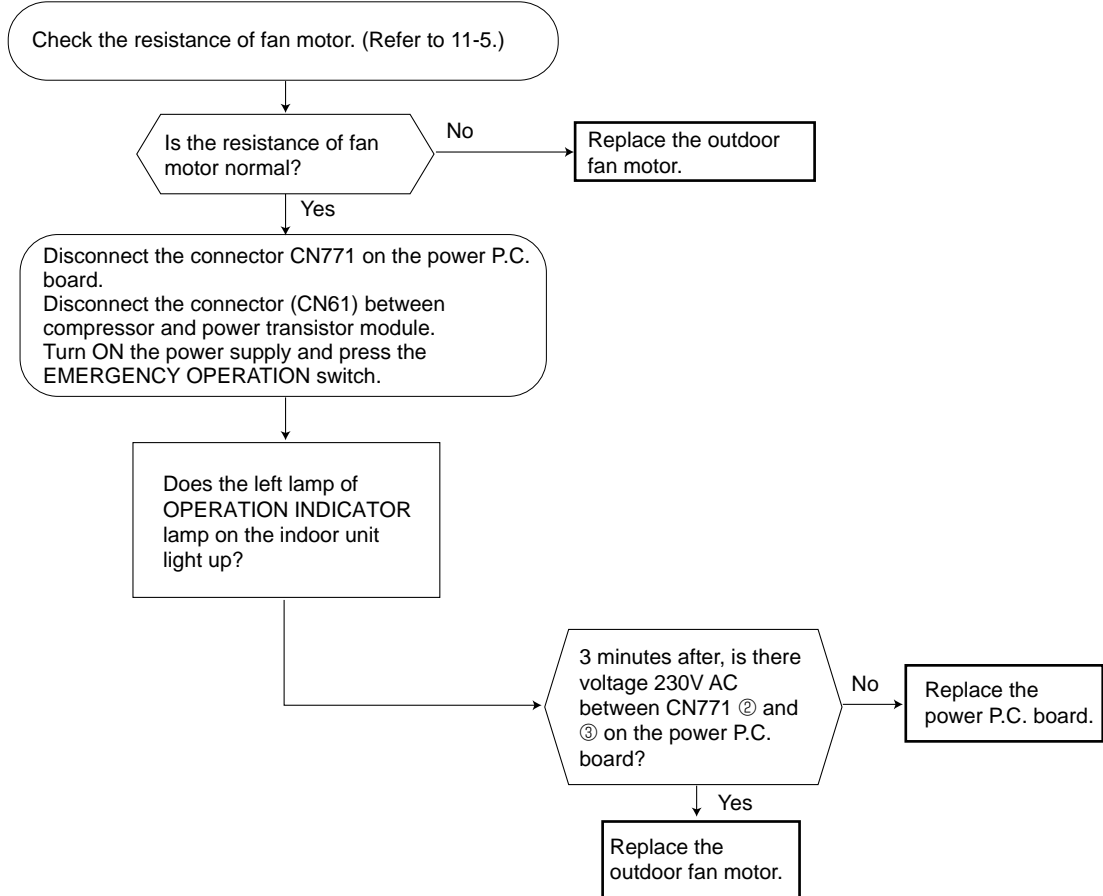 Check the resistance of fan motor. (Refer to 11-5.)
Is the resistance of fan
motor normal?
No
Replace the outdoor
fan motor.
Yes
Disconnect the connector CN771 on the power P.C.
board.
Disconnect the connector (CN61) between
compressor and power transistor module.
Turn ON the power supply and press the
EMERGENCY OPERATION switch.
Does the left lamp of
OPERATION INDICATOR
lamp on the indoor unit
light up?
3 minutes after, is there
voltage 230V AC
between CN771 ② and
③ on the power P.C.
board?
No
Replace the
power P.C. board.
Yes
Replace the
outdoor fan motor.